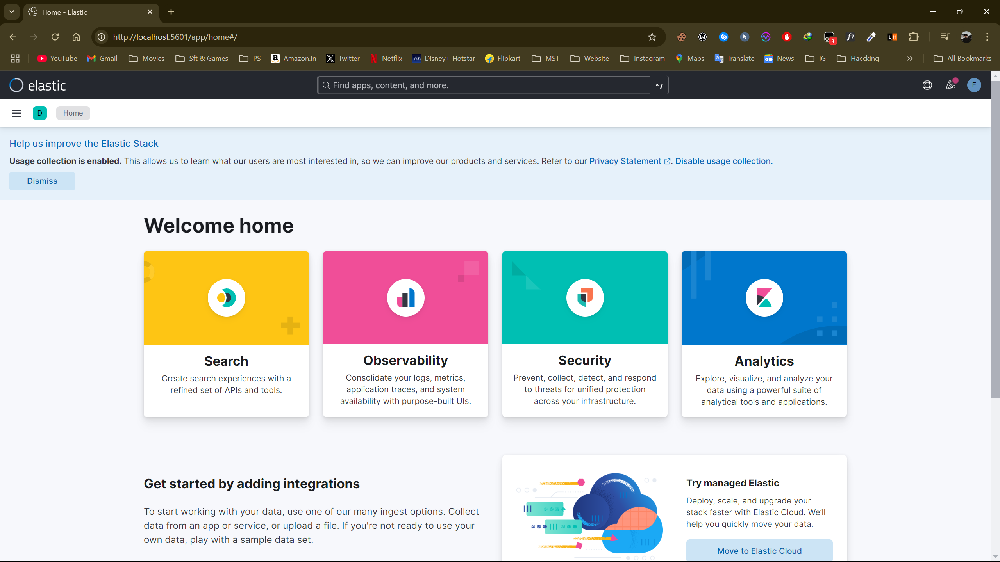 Home - Elastic
http://localhost:5601/app/home#/
3
f?
LH
YouTube
Gmail
Movies
Sft & Games
PS
Amazon.in
Twitter
Netflix
Disney+ Hotstar
Flipkart
MST
Website
Instagram
Maps
Translate
News
IG
Haccking
All Bookmarks
elastic
Find apps, content, and more.
^/
E
D
Home
Help us improve the Elastic Stack
Usage collection is enabled. This allows us to learn what our users are most interested in, so we can improve our products and services. Refer to our Privacy Statement. Disable usage collection.
Dismiss
Welcome home
Search
Create search experiences with a
refined set of APIs and tools.
Observability
Consolidate your logs, metrics,
application traces, and system
availability with purpose-built UIs.
Security
Prevent, collect, detect, and respond
to threats for unified protection
across your infrastructure.
Analytics
Explore, visualize, and analyze your
data using a powerful suite of
analytical tools and applications.
Get started by adding integrations
To start working with your data, use one of our many ingest options. Collect
data from an app or service, or upload a file. If you're not ready to use your
own data, play with a sample data set.
Try managed Elastic
Deploy, scale, and upgrade your
stack faster with Elastic Cloud. We’ll
help you quickly move your data.
Move to Elastic Cloud